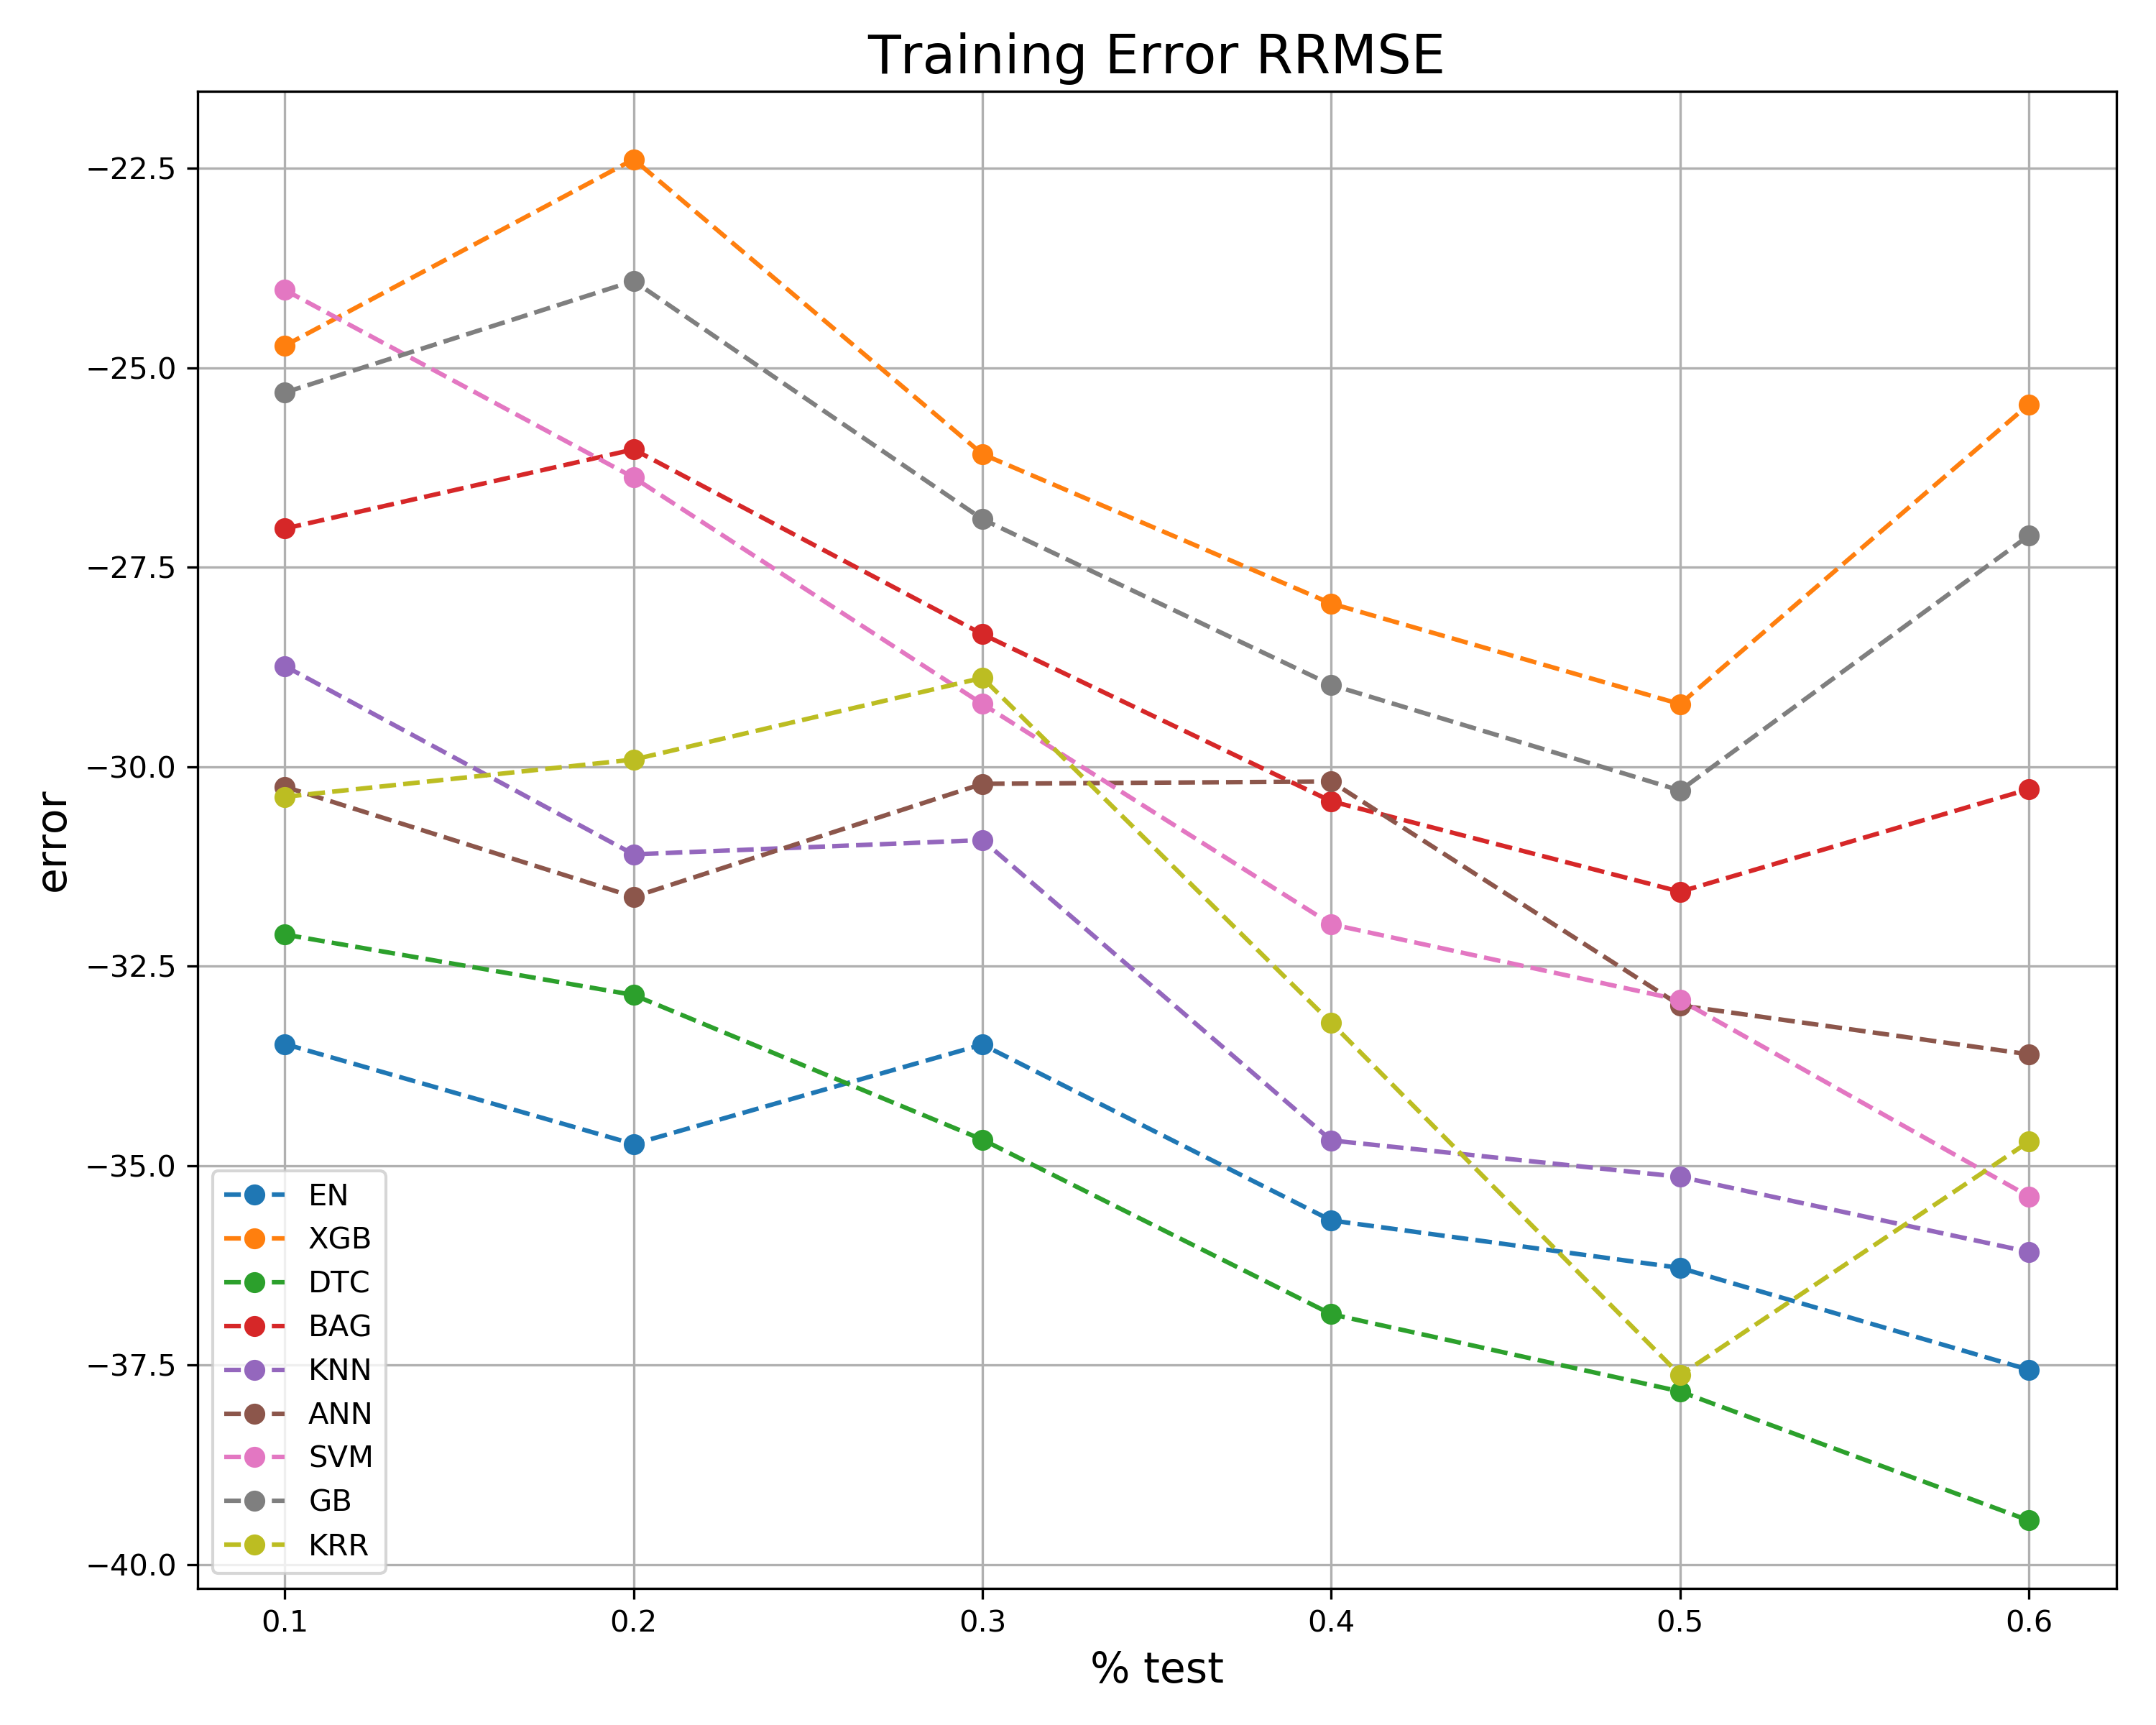 Training Error RRMSE
error
−22.5
−25.0
−27.5
−30.0
−32.5
−35.0
−37.5
−40.0
EN
XGB
DTC
BAG
KNN
ANN
SVM
GB
KRR
0.1 0.2 0.3 0.4 0.5 0.6
% test